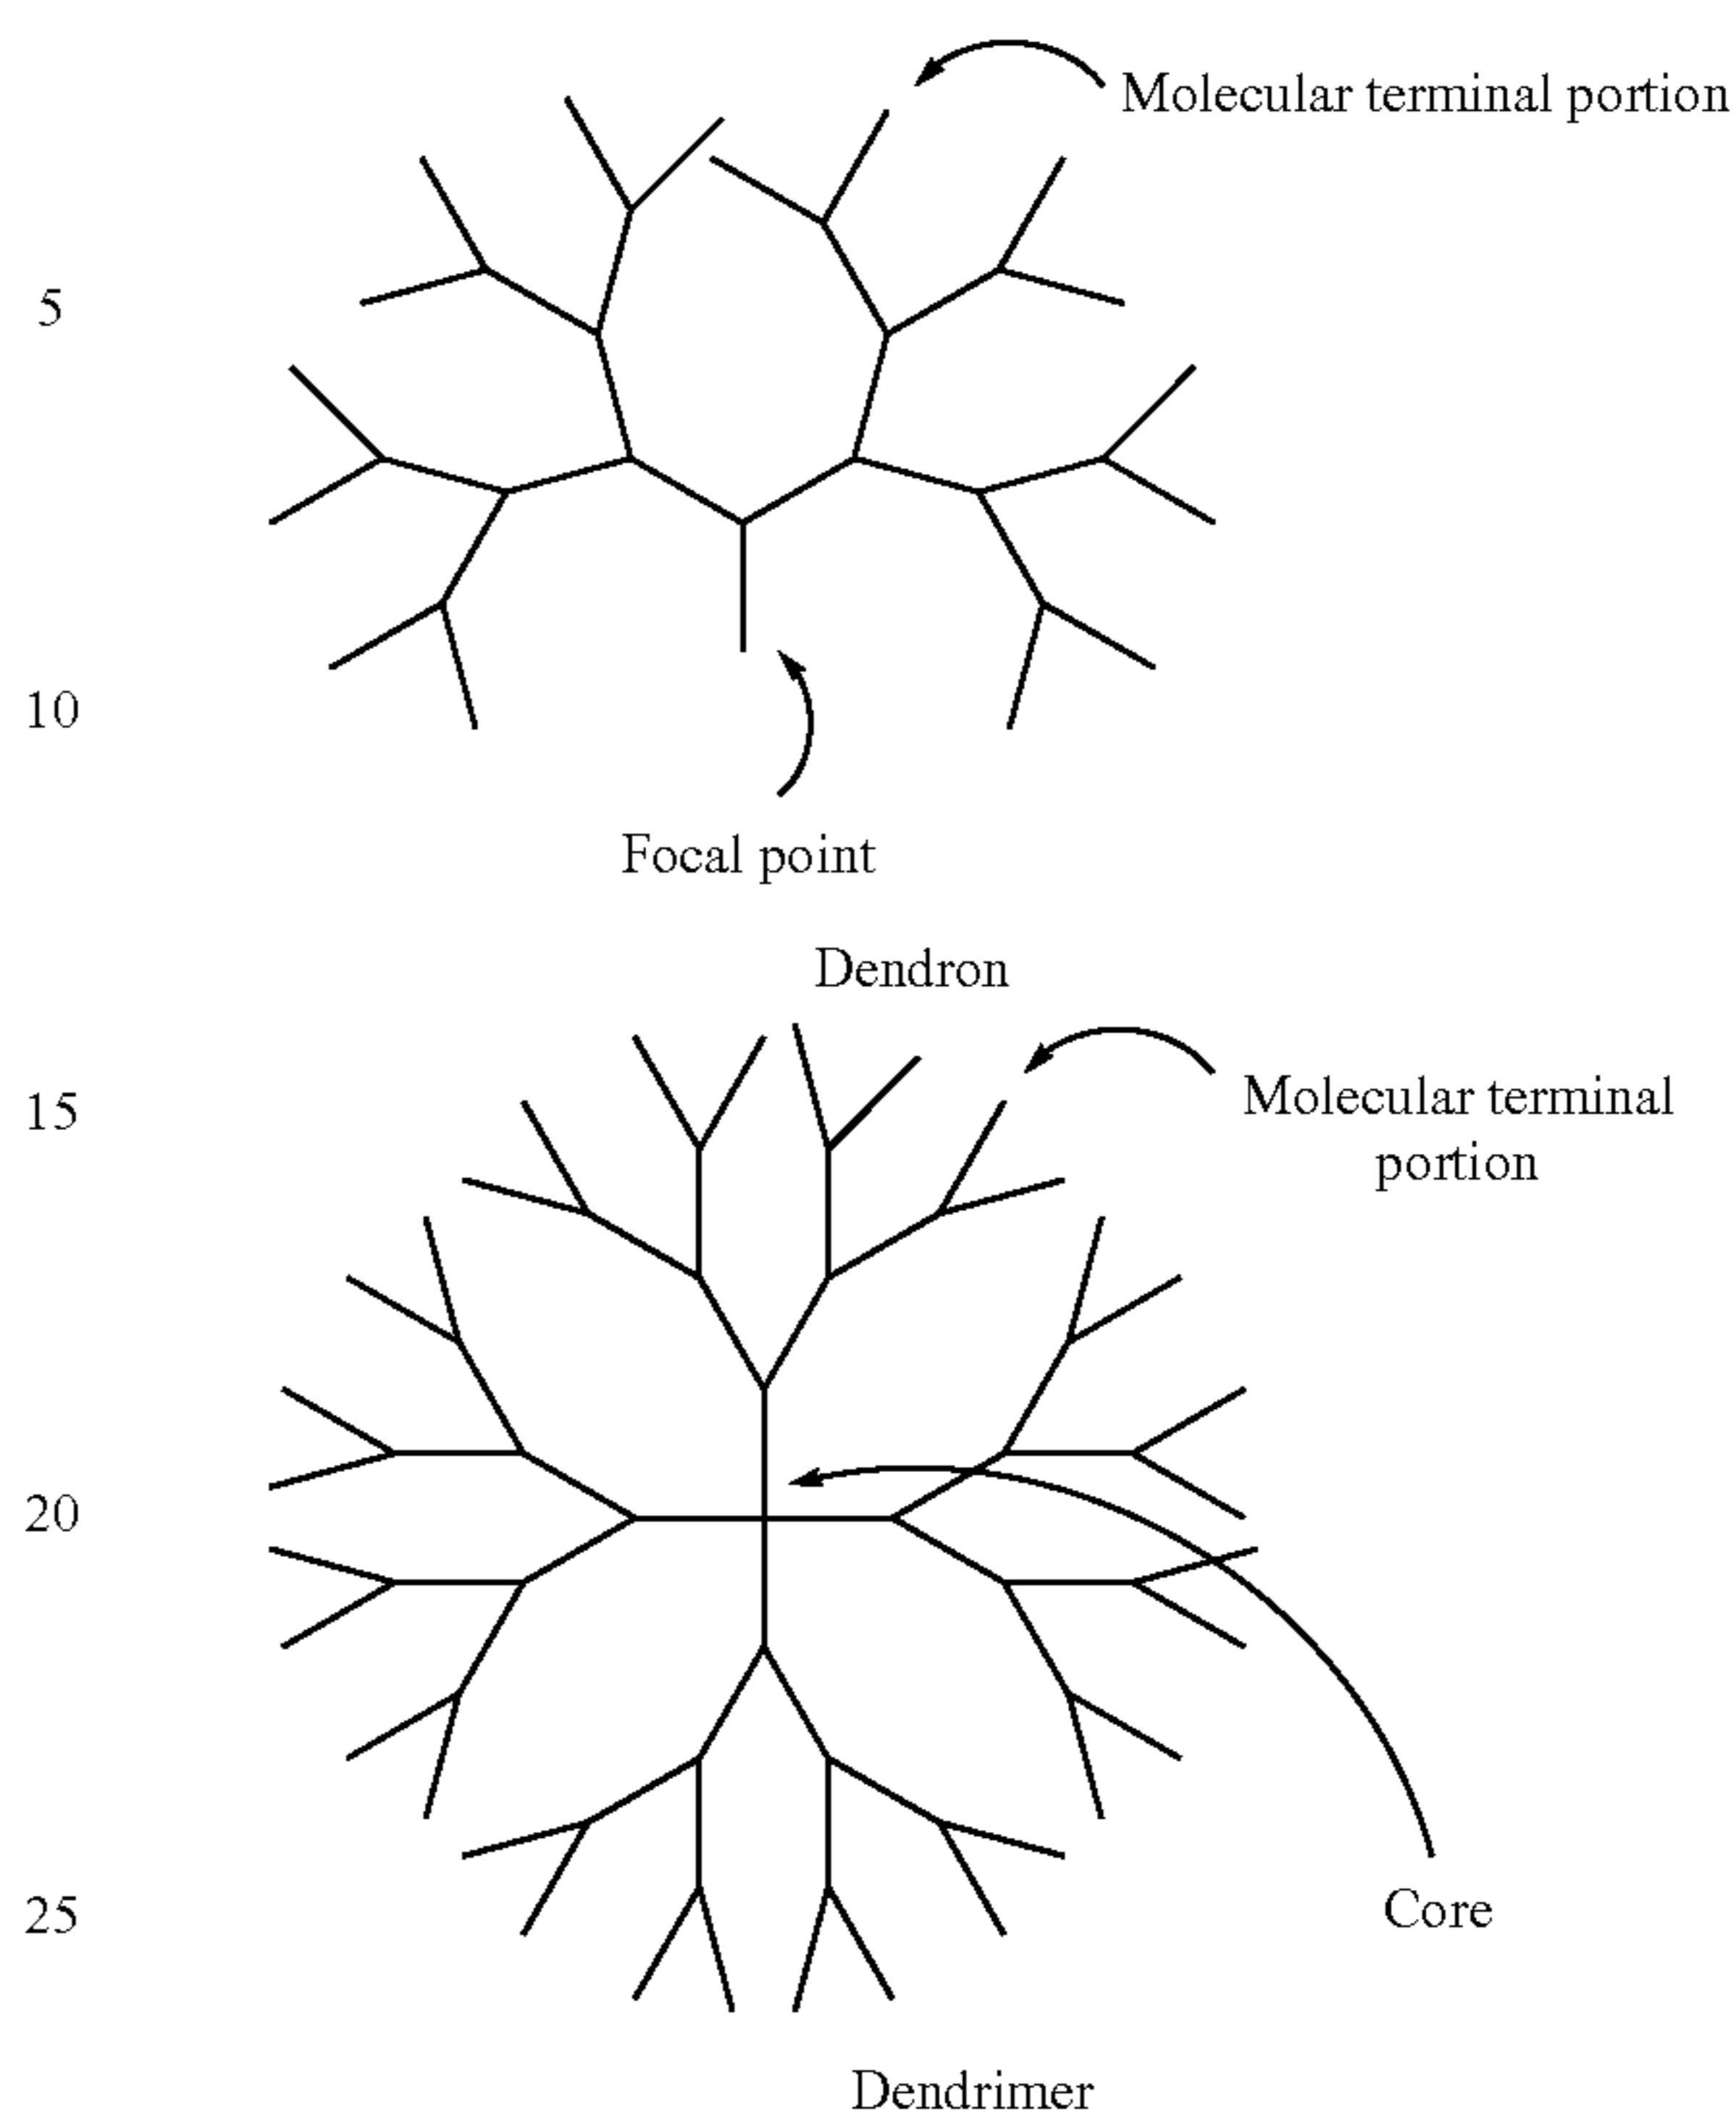 Molecular terminal portion
5
10
Focal point
Dendron
15
Molecular terminal
portion
20
25
Core
Dendrimer